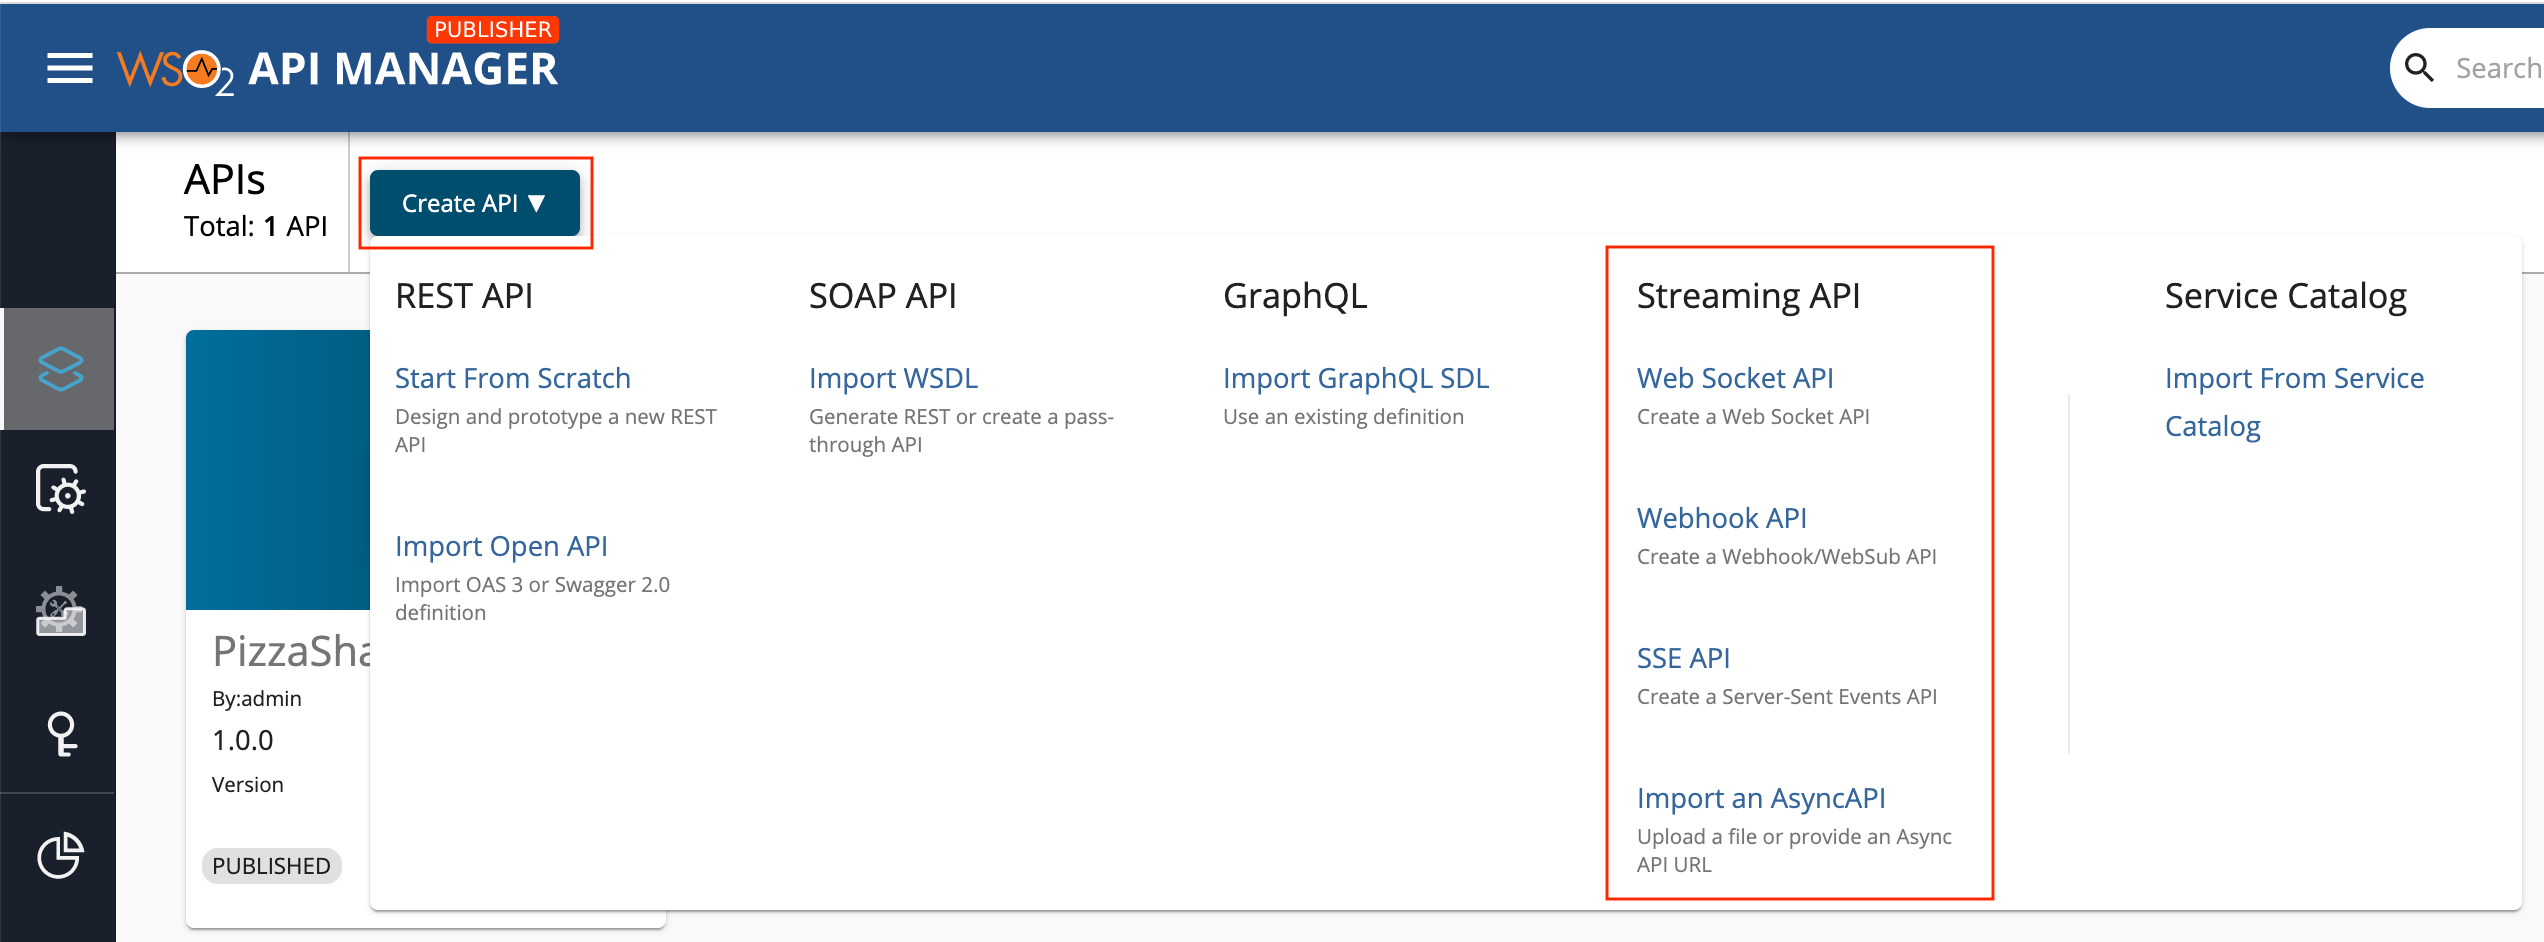 PUBLISHER
WSO2 API MANAGER
Search
APIs
Total: 1 API
Create API ▼
REST API
Start From Scratch
Design and prototype a new REST
API
Import Open API
Import OAS 3 or Swagger 2.0
definition
SOAP API
Import WSDL
Generate REST or create a pass-
through API
GraphQL
Import GraphQL SDL
Use an existing definition
Streaming API
Web Socket API
Create a Web Socket API
Webhook API
Create a Webhook/WebSub API
SSE API
Create a Server-Sent Events API
Import an AsyncAPI
Upload a file or provide an Async
API URL
Service Catalog
Import From Service
Catalog
PizzaSha
By:admin
1.0.0
Version
PUBLISHED